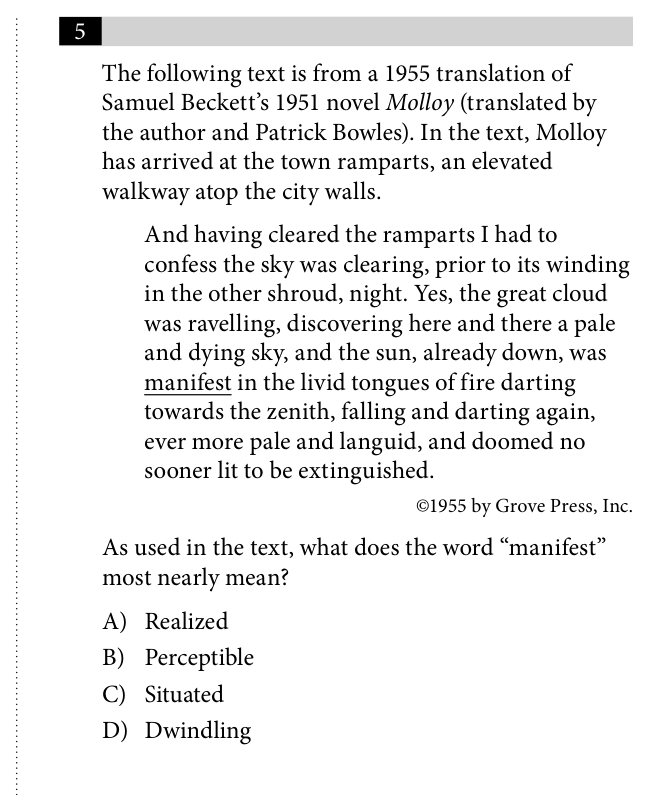 5
The following text is from a 1955 translation of
Samuel Beckett’s 1951 novel Molloy (translated by
the author and Patrick Bowles). In the text, Molloy
has arrived at the town ramparts, an elevated
walkway atop the city walls.
And having cleared the ramparts I had to
confess the sky was clearing, prior to its winding
in the other shroud, night. Yes, the great cloud
was ravelling, discovering here and there a pale
and dying sky, and the sun, already down, was
manifest in the livid tongues of fire darting
towards the zenith, falling and darting again,
ever more pale and languid, and doomed no
sooner lit to be extinguished.
©1955 by Grove Press, Inc.
As used in the text, what does the word “manifest”
most nearly mean?
A) Realized
B) Perceptible
C) Situated
D) Dwindling